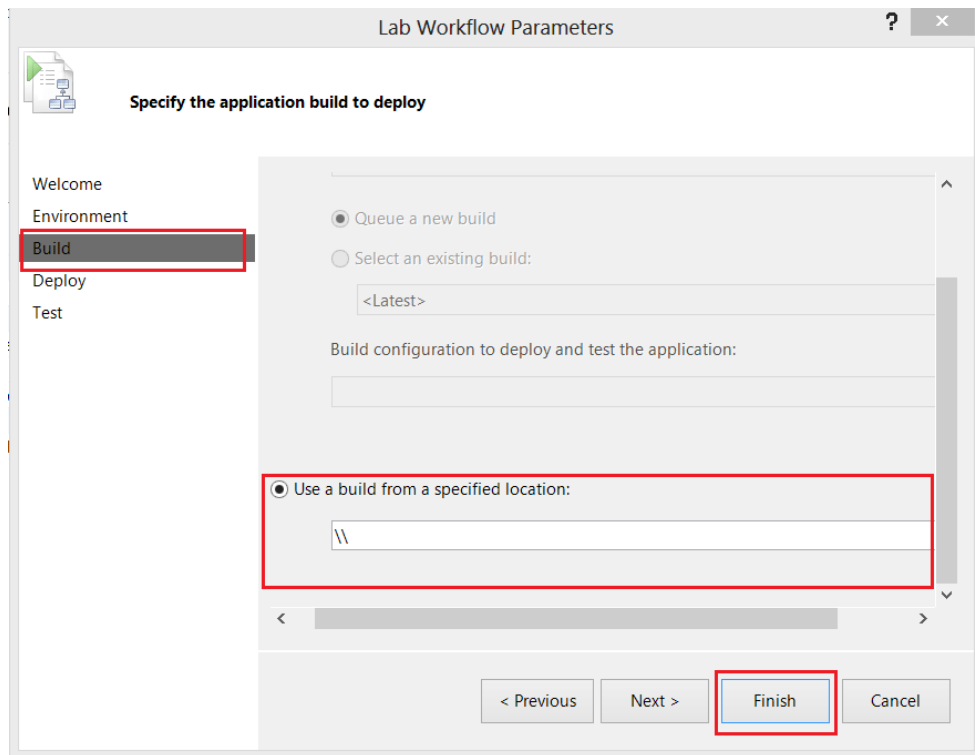 Lab Workflow Parameters
?
Specify the application build to deploy
Welcome
Environment
Build
Deploy
Test
Queue a new build
Select an existing build:
<Latest>
Build configuration to deploy and test the application:
Use a build from a specified location:
\\
< Previous
Next >
Finish
Cancel